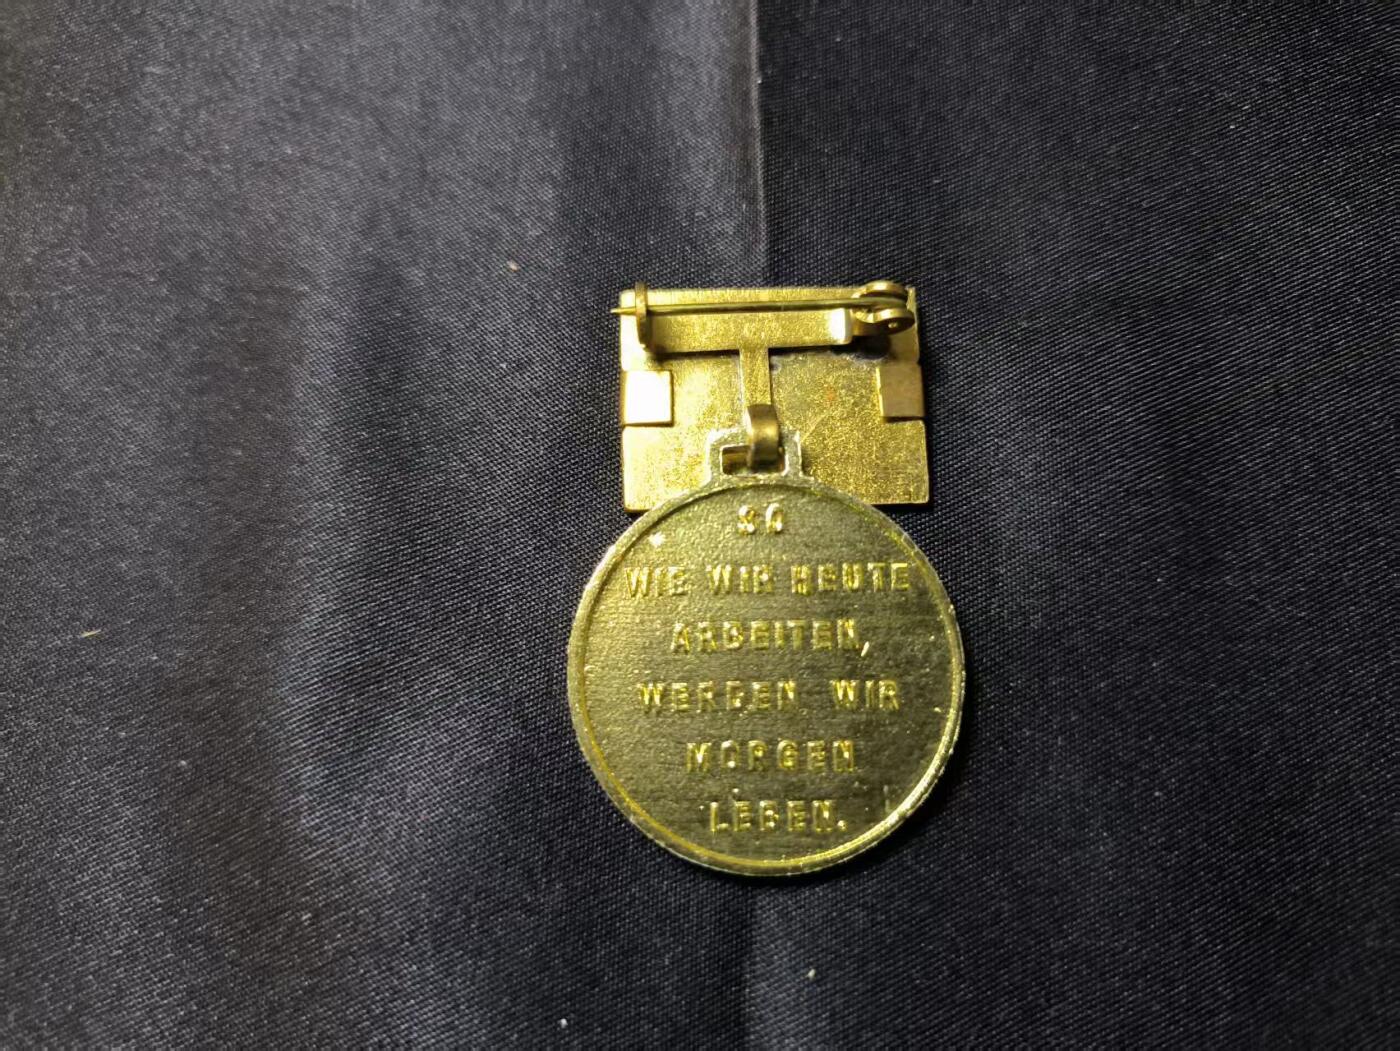 SO
WIE WIR HEUTE
ARBEITEN,
WERDEN WIR
MORGEN
LEBEN.